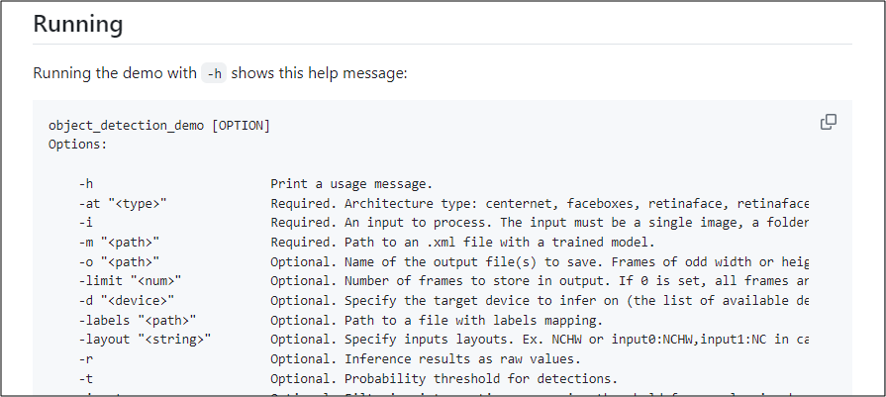 Running
Running the demo with -h shows this help message:
object_detection_demo [OPTION]
Options:
-h Print a usage message.
-at "<type>" Required. Architecture type: centernet, faceboxes, retinaface, retinaface
-i Required. An input to process. The input must be a single image, a folder
-m "<path>" Required. Path to an .xml file with a trained model.
-o "<path>" Optional. Name of the output file(s) to save. Frames of odd width or heig
-limit "<num>" Optional. Number of frames to store in output. If 0 is set, all frames ar
-d "<device>" Optional. Specify the target device to infer on (the list of available de
-labels "<path>" Optional. Path to a file with labels mapping.
-layout "<string>" Optional. Specify inputs layouts. Ex. NCHW or input0:NCHW,input1:NC in ca
-r Optional. Inference results as raw values.
-t Optional. Probability threshold for detections.